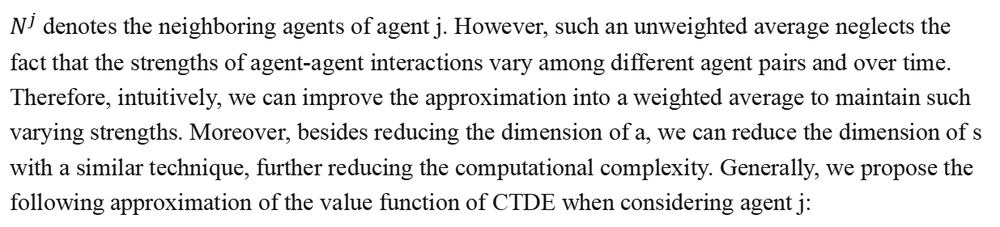 N^j denotes the neighboring agents of agent j. However, such an unweighted average neglects the
fact that the strengths of agent-agent interactions vary among different agent pairs and over time.
Therefore, intuitively, we can improve the approximation into a weighted average to maintain such
varying strengths. Moreover, besides reducing the dimension of a, we can reduce the dimension of s
with a similar technique, further reducing the computational complexity. Generally, we propose the
following approximation of the value function of CTDE when considering agent j: